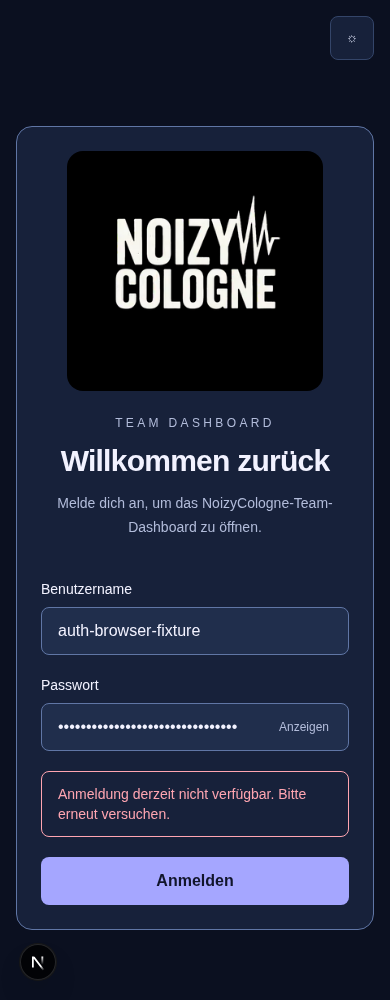 NOIZY
COLOGNE
TEAM DASHBOARD
Willkommen zurück
Melde dich an, um das NoizyCologne-Team-
Dashboard zu öffnen.
Benutzername
auth-browser-fixture
Passwort
••••••••••••••••••••••••••••••••
Anzeigen
Anmeldung derzeit nicht verfügbar. Bitte
erneut versuchen.
Anmelden
N